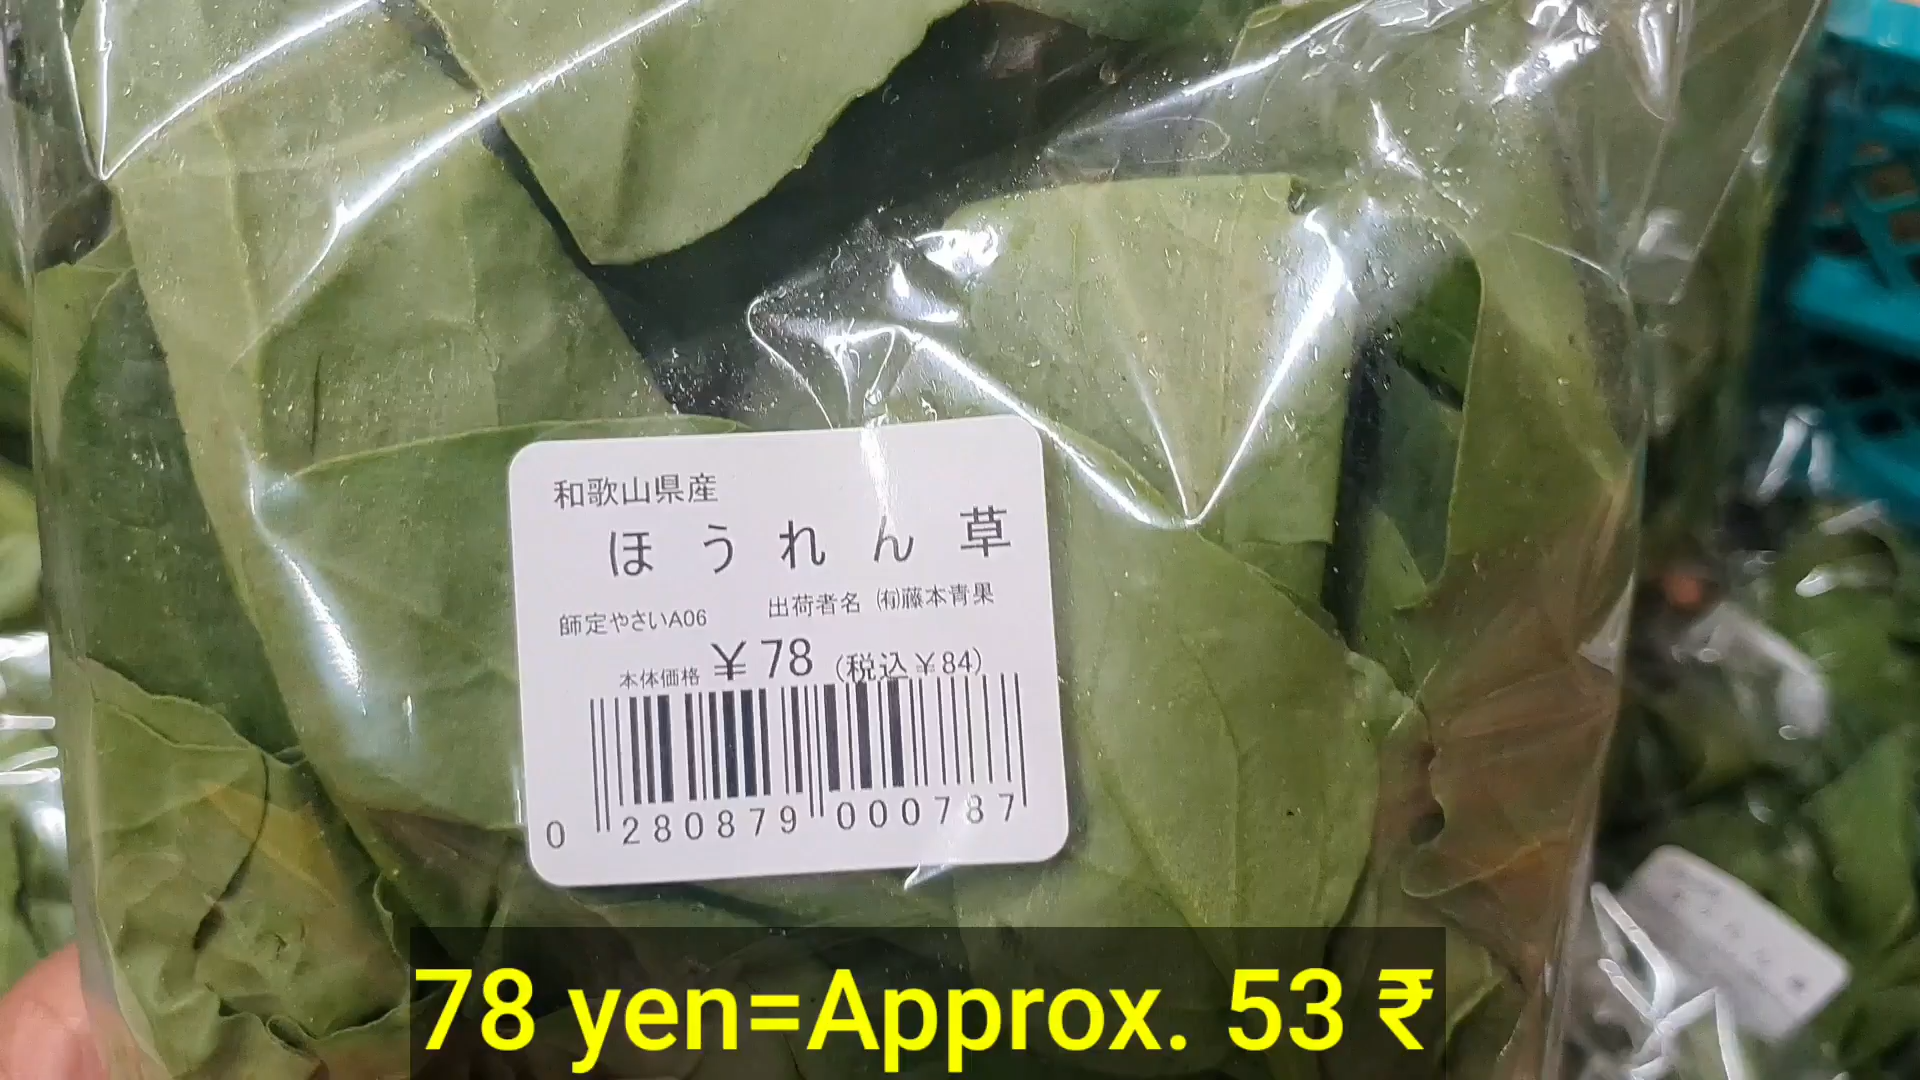 和歌山県産
ほうれん草
師定やさいA06 出荷者名 ㈲藤本青果
本体価格 ¥78 (税込¥84)
0 280879 000787
78 yen=Approx. 53 ₹